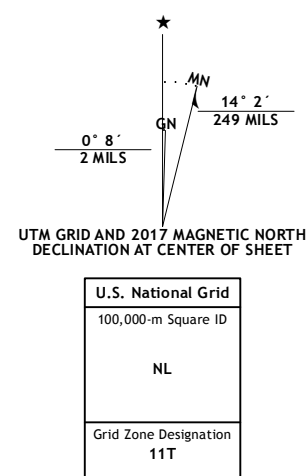 ★
MN
GN
14° 2´
249 MILS
0° 8´
2 MILS
UTM GRID AND 2017 MAGNETIC NORTH
DECLINATION AT CENTER OF SHEET
U.S. National Grid
100,000-m Square ID
NL
Grid Zone Designation
11T